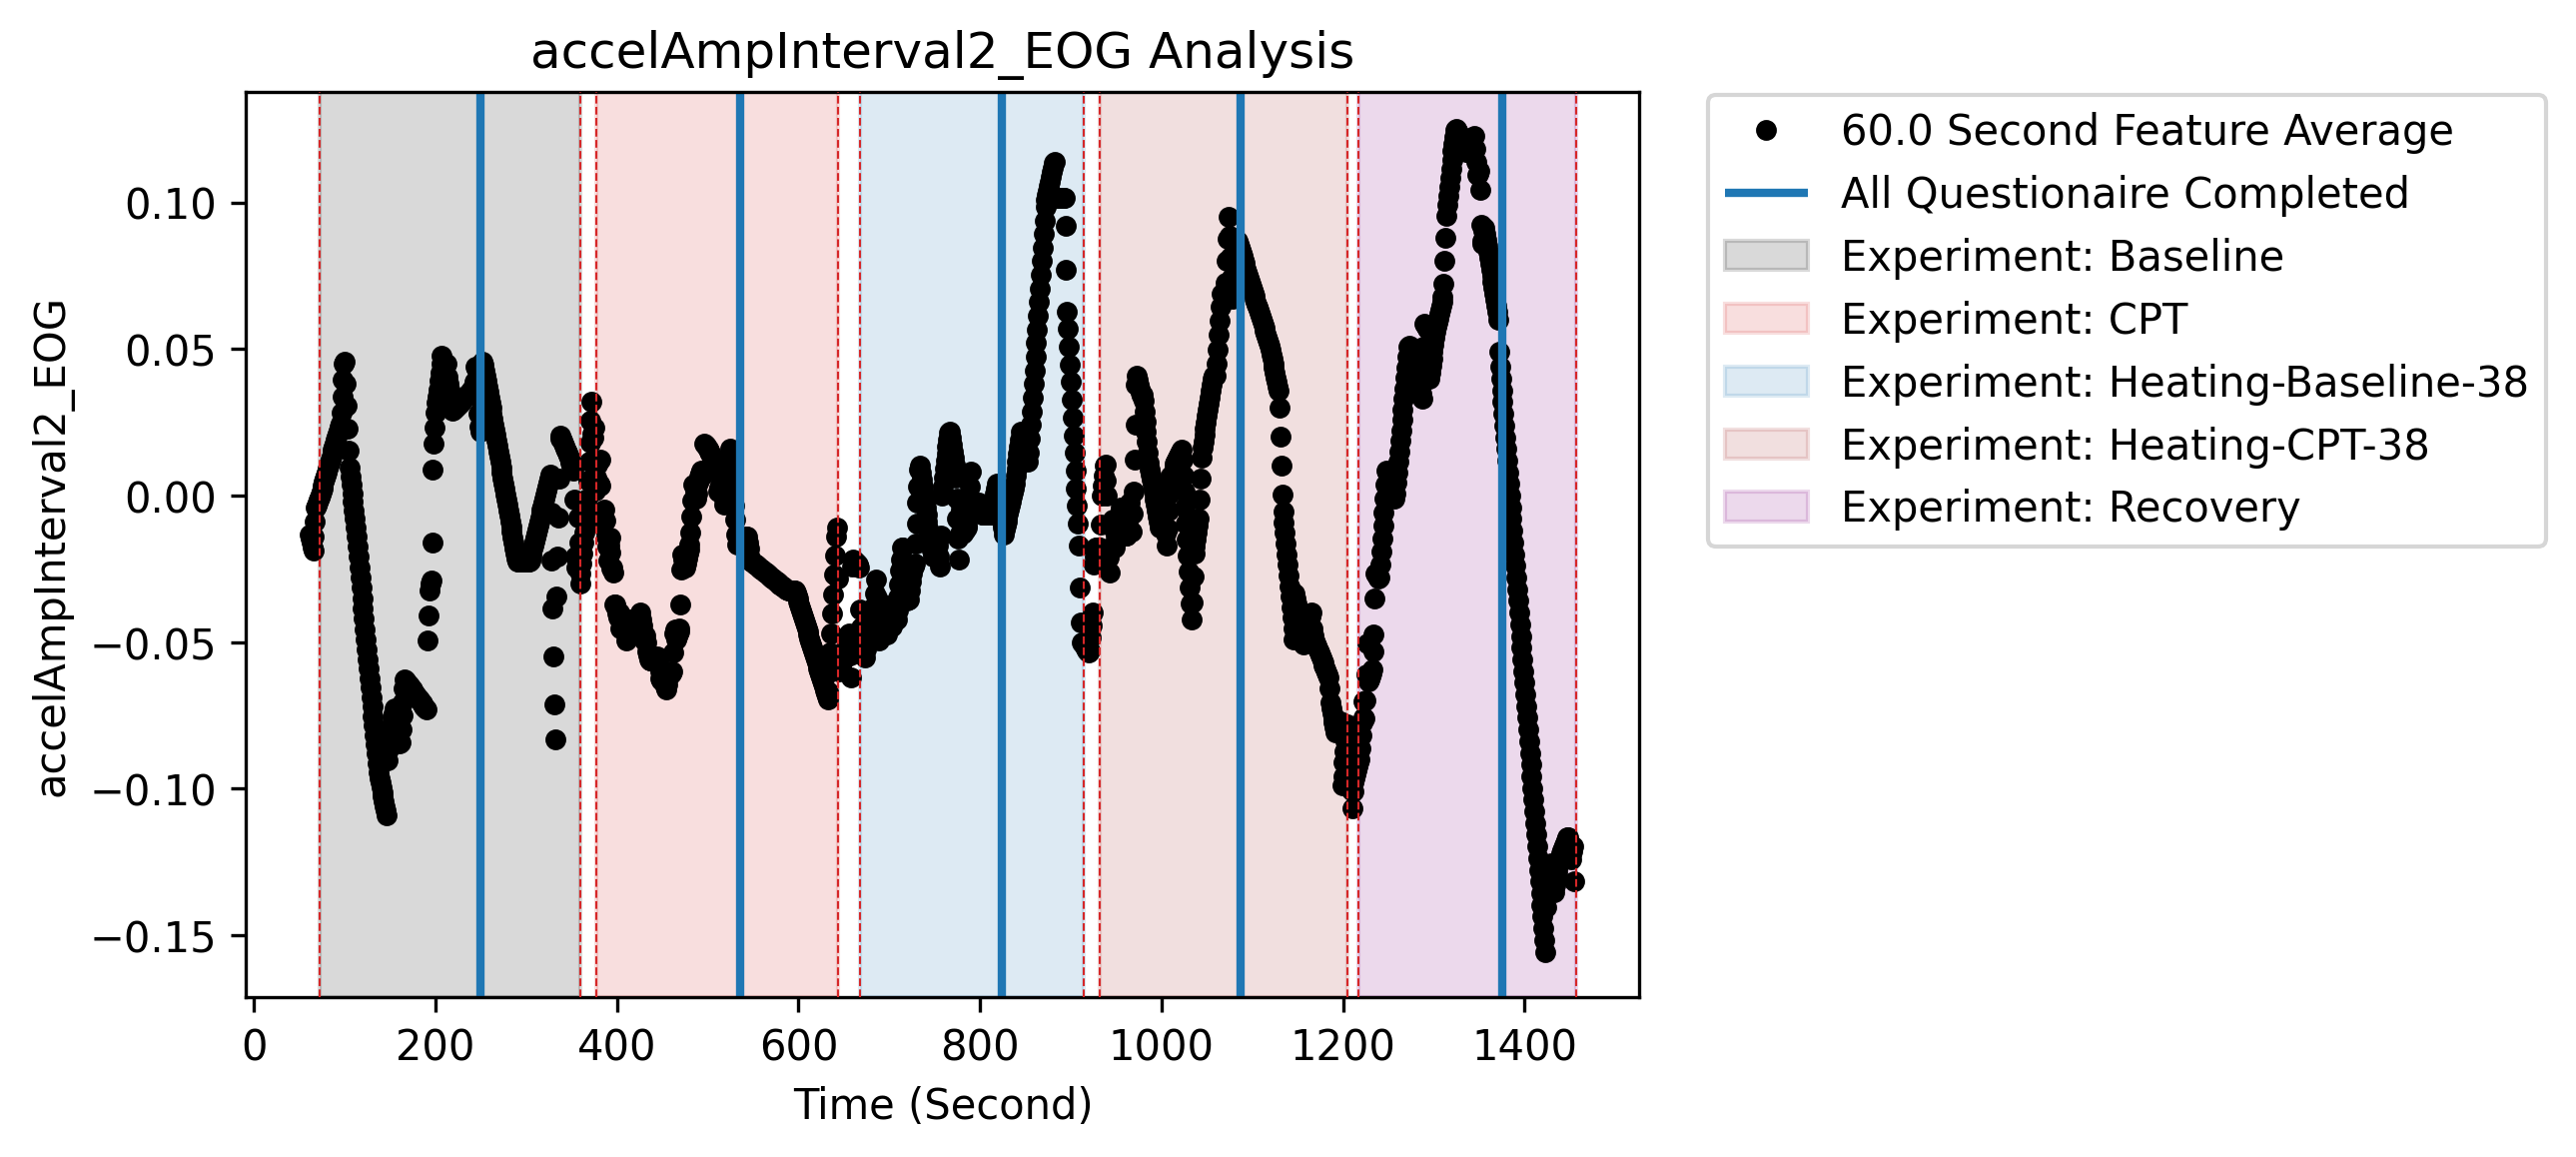 accelAmpInterval2_EOG Analysis
accelAmpInterval2_EOG
0.10
0.05
0.00
−0.05
−0.10
−0.15
0 200 400 600 800 1000 1200 1400
Time (Second)
60.0 Second Feature Average
All Questionaire Completed
Experiment: Baseline
Experiment: CPT
Experiment: Heating-Baseline-38
Experiment: Heating-CPT-38
Experiment: Recovery